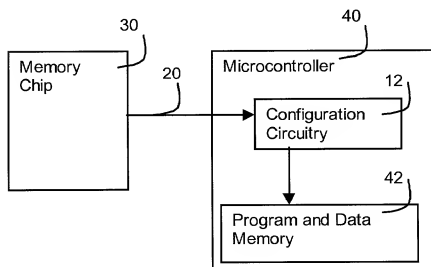 30
40
Memory
Chip
20
Microcontroller
12
Configuration
Circuitry
42
Program and Data
Memory